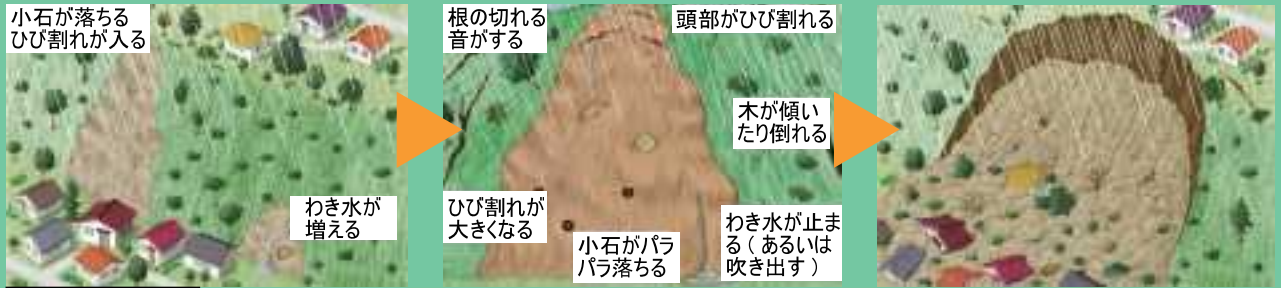 小石が落ちる
ひび割れが入る
わき水が
増える
根の切れる
音がする
頭部がひび割れる
木が傾い
たり倒れる
ひび割れが
大きくなる
小石がパラ
パラ落ちる
わき水が止ま
る(あるいは
吹き出す)